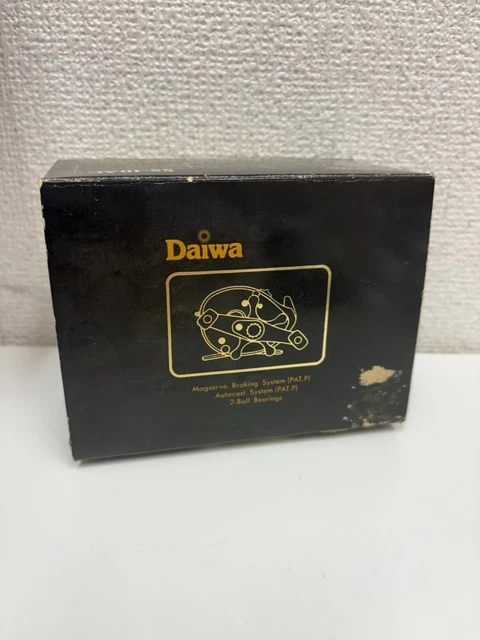 Daiwa
Magservo Braking System (PAT.P)
Autocast System (PAT.P)
2-Ball Bearings